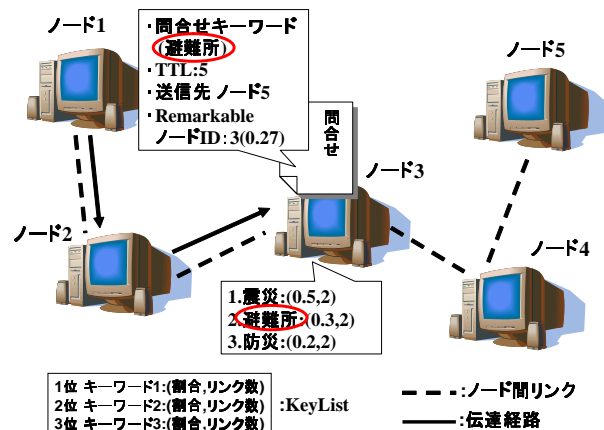 ノード1
・問合せキーワード
(避難所)
・TTL:5
・送信先 ノード5
・Remarkable
ノードID:3(0.27)
問合せ
ノード5
ノード3
ノード2
ノード4
1.震災:(0.5,2)
2.避難所:(0.3,2)
3.防災:(0.2,2)
1位 キーワード1:(割合,リンク数)
2位 キーワード2:(割合,リンク数)
3位 キーワード3:(割合,リンク数)
:KeyList
:ノード間リンク
:伝達経路